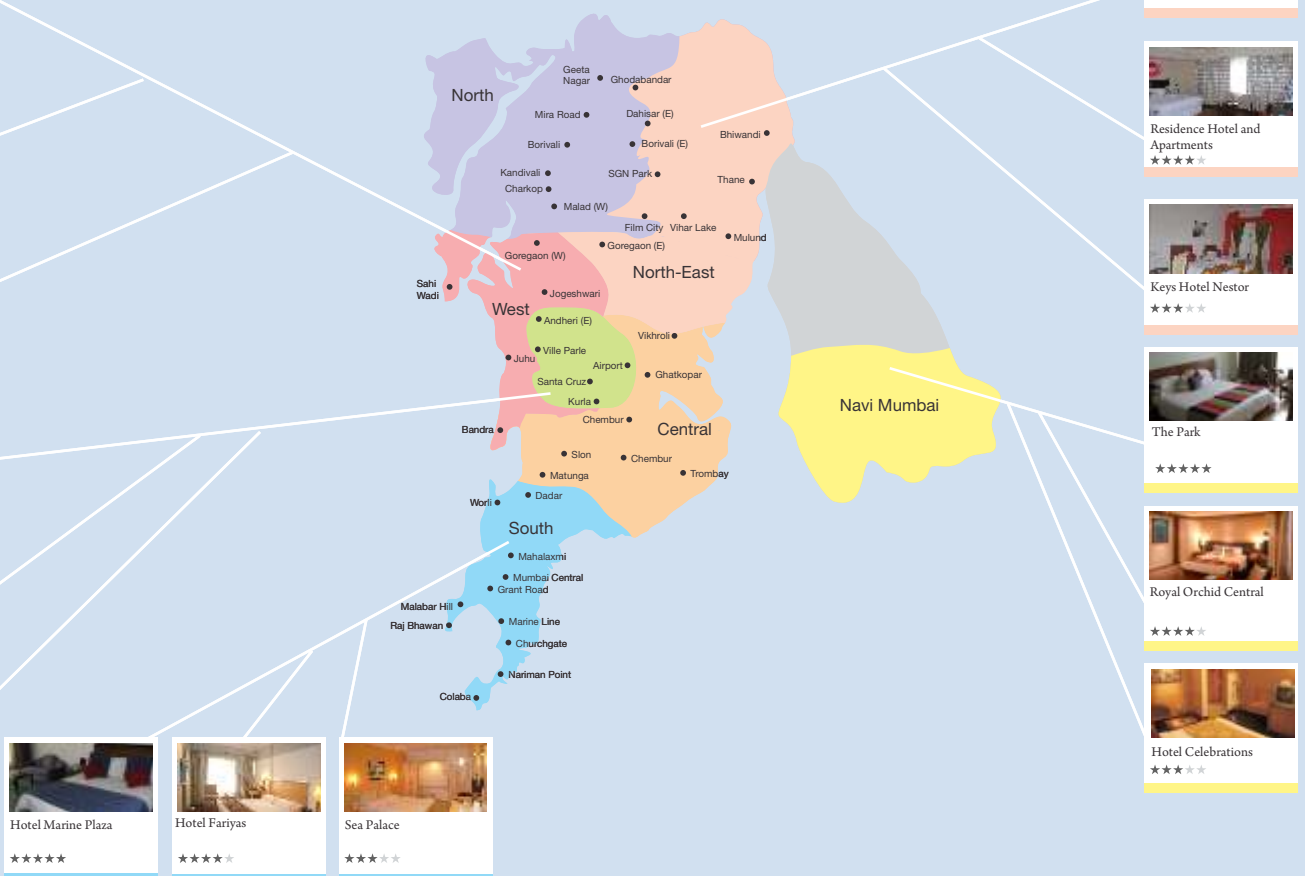 Geeta
Nagar
Ghodabandar
North
Mira Road
Dahisar (E)
Bhiwandi
Borivali
Borivali (E)
Kandivali
SGN Park
Thane
Charkop
Malad (W)
Film City
Vihar Lake
Mulund
Goregaon (E)
Goregaon (W)
North-East
Sahi
Wadi
Jogeshwari
West
Andheri (E)
Vikhroli
Ville Parle
Juhu
Airport
Ghatkopar
Santa Cruz
Kurla
Navi Mumbai
Chembur
Bandra
Central
Slon
Chembur
Matunga
Trombay
Dadar
Worli
South
Mahalaxmi
Mumbai Central
Grant Road
Malabar Hill
Raj Bhawan
Marine Line
Churchgate
Nariman Point
Colaba
Residence Hotel and
Apartments
★★★★★
Keys Hotel Nestor
★★★★★
The Park
★★★★★
Royal Orchid Central
★★★★★
Hotel Celebrations
★★★★★
Hotel Marine Plaza
★★★★★
Hotel Fariyas
★★★★★
Sea Palace
★★★★★